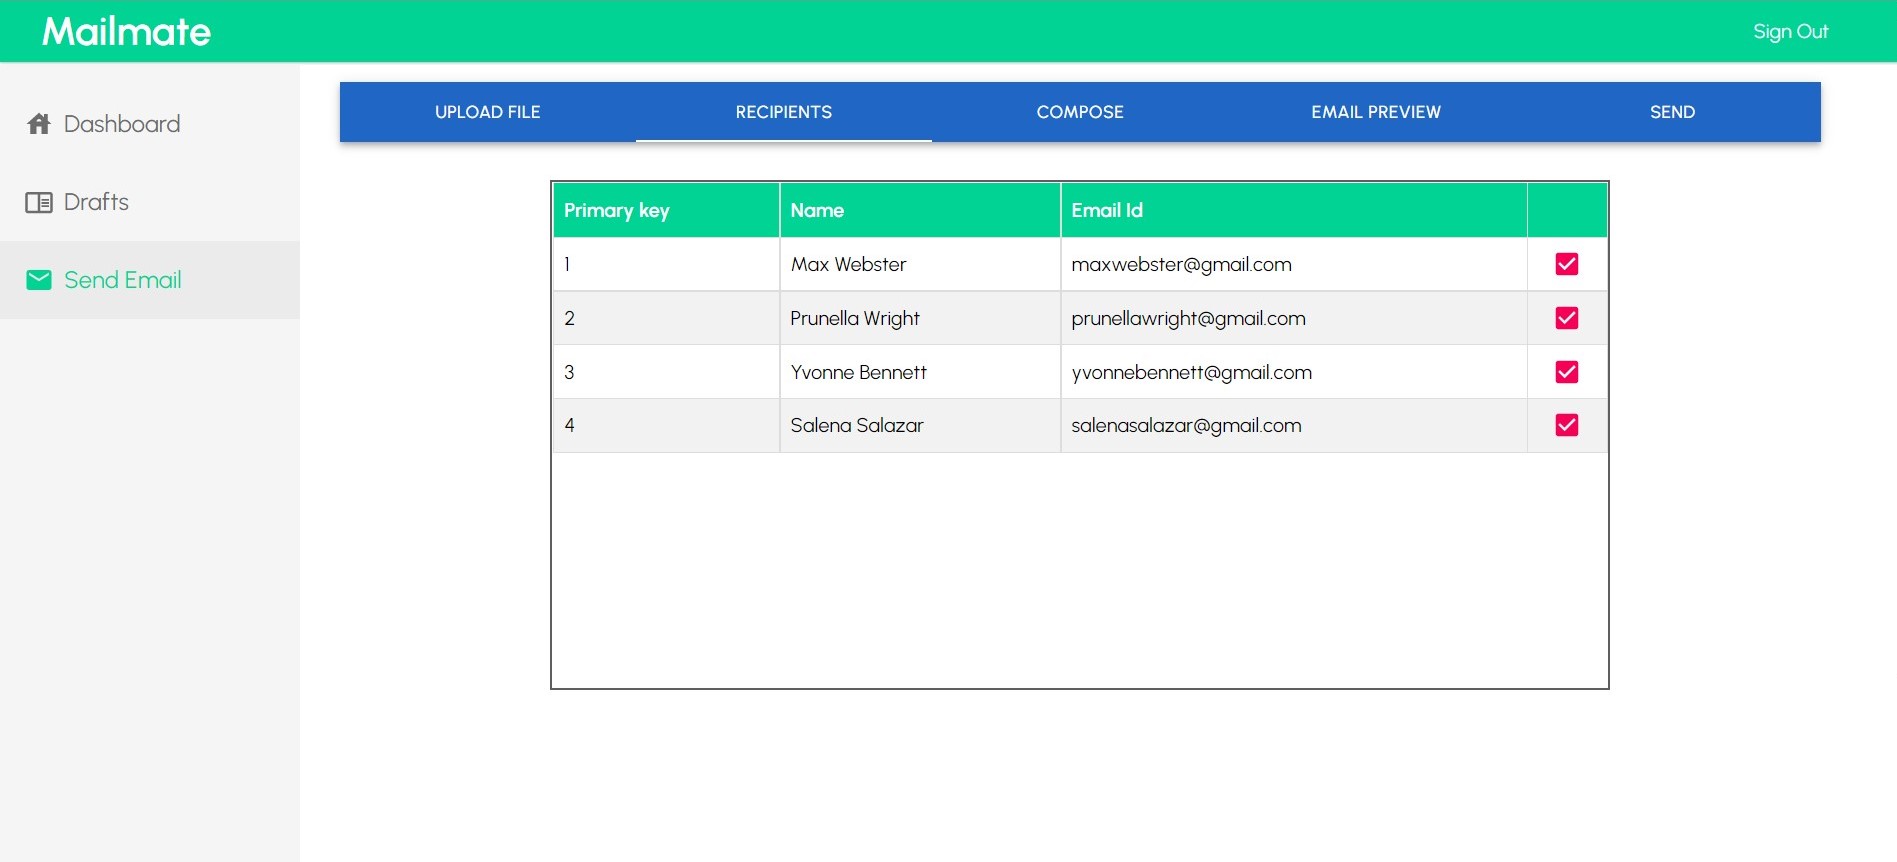 Mailmate
Sign Out
Dashboard
Drafts
Send Email
UPLOAD FILE RECIPIENTS COMPOSE EMAIL PREVIEW SEND
Primary key Name Email Id
1 Max Webster maxwebster@gmail.com
2 Prunella Wright prunellawright@gmail.com
3 Yvonne Bennett yvonnebennett@gmail.com
4 Salena Salazar salenasalazar@gmail.com